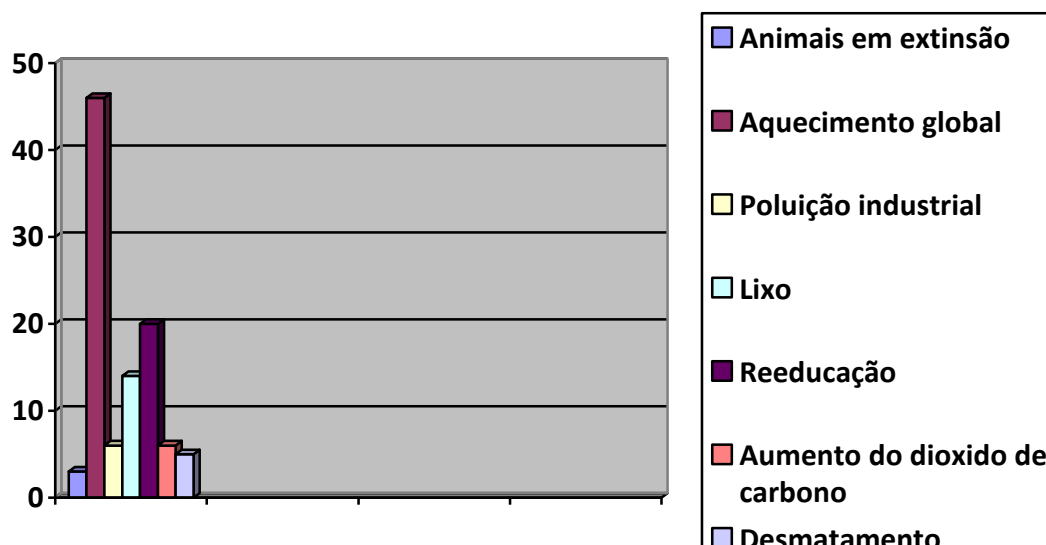 50
40
30
20
10
0
Animais em extinsão
Aquecimento global
Poluição industrial
Lixo
Reeducação
Aumento do dioxido de
carbono
Desmatamento